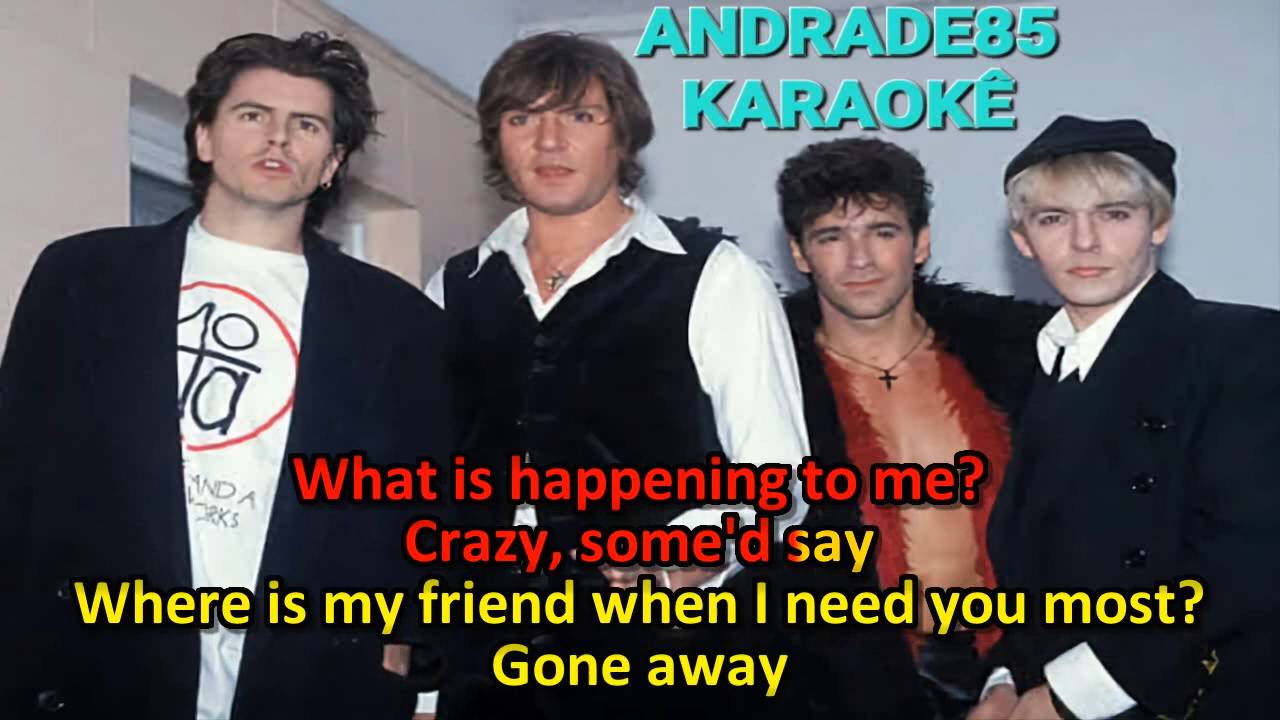 ANDRADE85
KARAOKÊ
What is happening to me?
Crazy, some'd say
Where is my friend when I need you most?
Gone away